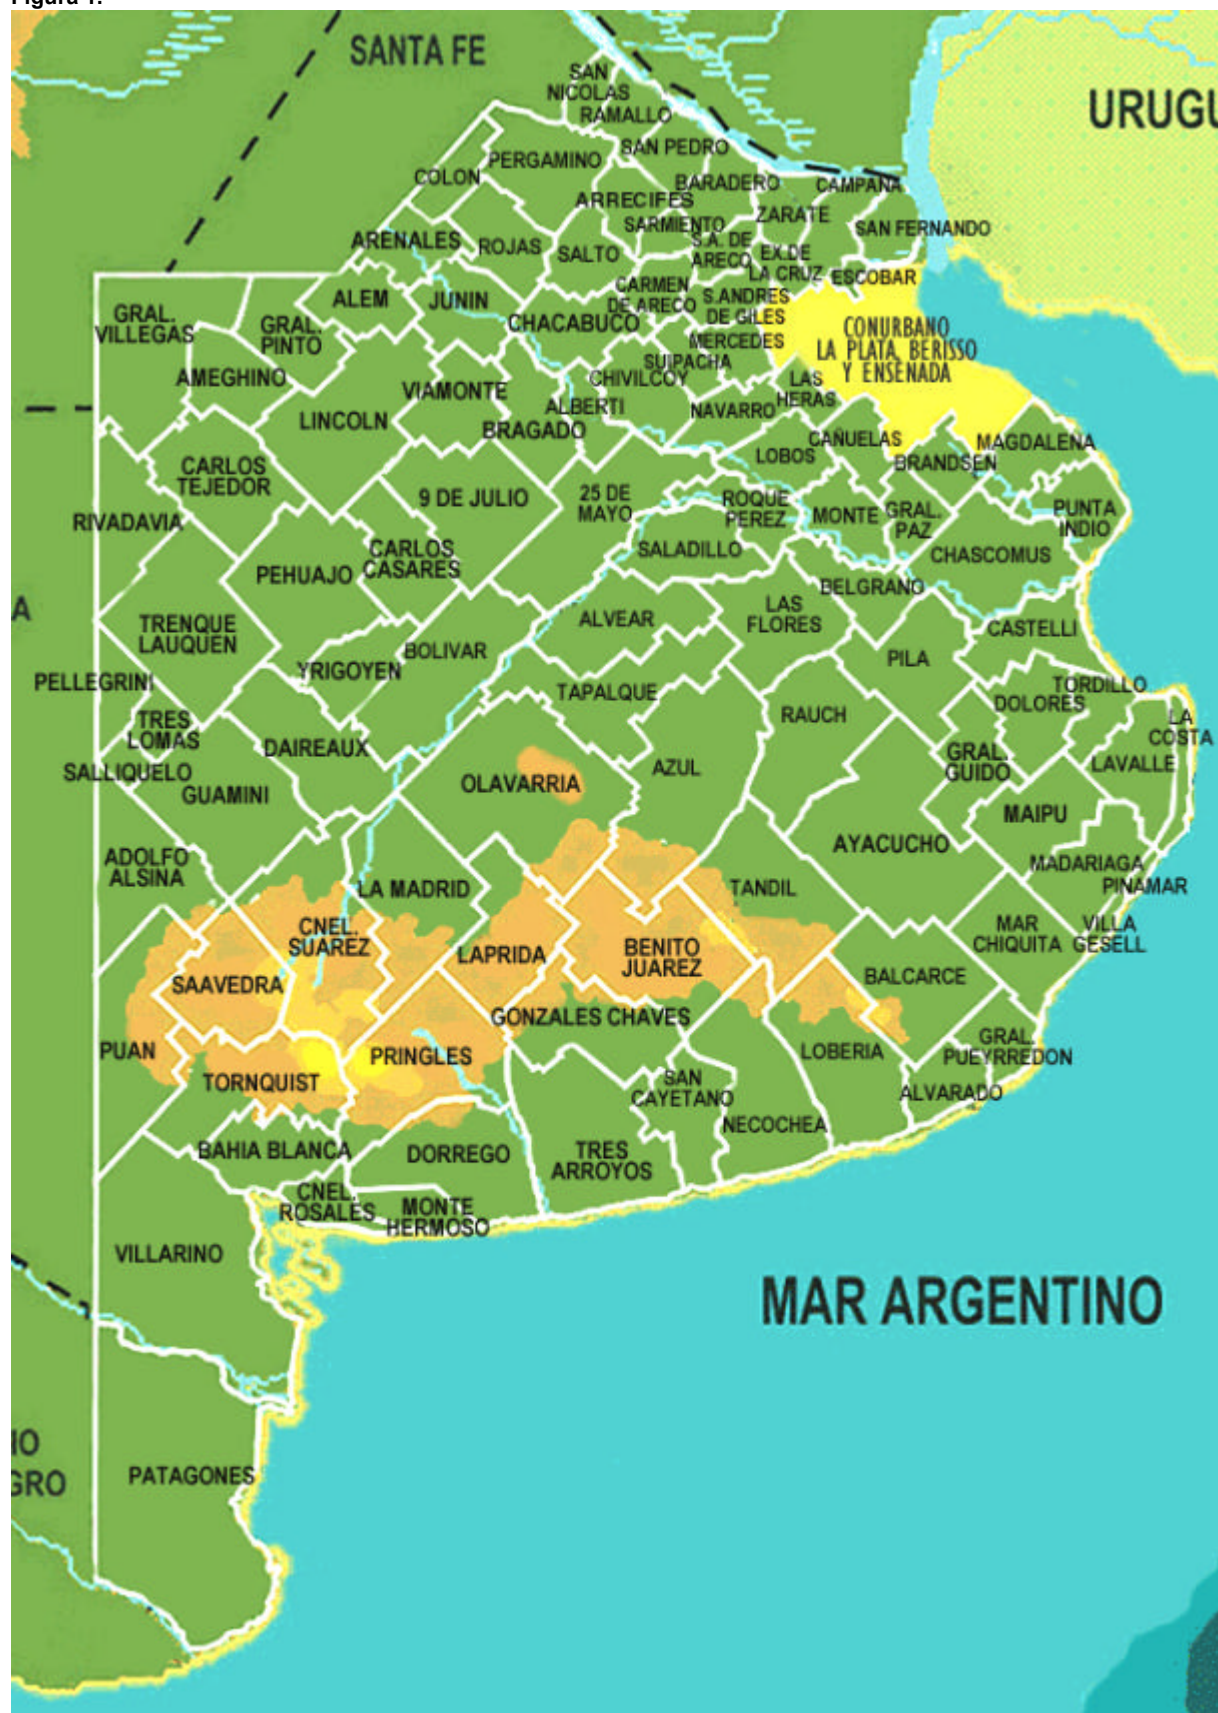 Figura 1.
SANTA FE
URUGU
SAN
NICOLAS
RAMALLO
SAN PEDRO
PERGAMINO
COLON
BARADERO
CAMPANA
ARRECIFES
ZARATE
SARMIENTO
SAN FERNANDO
ARENALES
ROJAS
SALTO
S.A. DE
ARECO
EX.DE
LA CRUZ
ESCOBAR
CARMEN
DE ARECO
S.ANDRES
DE GILES
ALEM
JUNIN
GRAL.
VILLEGAS
GRAL.
PINTO
CHACABUCO
CONURBANO
LA PLATA, BERISSO
Y ENSENADA
MERCEDES
SUIPACHA
AMEGHINO
VIAMONTE
CHIVILCOY
LAS
HERAS
ALBERTI
NAVARRO
LINCOLN
BRAGADO
CAÑUELAS
MAGDALENA
LOBOS
BRANDSEN
CARLOS
TEJEDOR
9 DE JULIO
25 DE
MAYO
ROQUE
PEREZ
MONTE
GRAL.
PAZ
PUNTA
INDIO
RIVADAVIA
SALADILLO
CHASCOMUS
CARLOS
CASARES
PEHUAJO
BELGRANO
A
ALVEAR
LAS
FLORES
TRENQUE
LAUQUEN
CASTELLI
BOLIVAR
PILA
YRIGOYEN
PELLEGRINI
TORDILLO
TAPALQUE
DOLORES
TRES
LOMAS
RAUCH
LA
COSTA
DAIREAUX
GRAL.
GUIDO
LAVALLE
AZUL
SALLIQUELO
OLAVARRIA
GUAMINI
MAIPU
AYACUCHO
ADOLFO
ALSINA
MADARIAGA
PINAMAR
LA MADRID
TANDIL
CNEL.
SUAREZ
MAR
CHIQUITA
VILLA
GESELL
LAPRIDA
BENITO
JUAREZ
BALCARCE
SAAVEDRA
GONZALES CHAVES
PUAN
PRINGLES
LOBERIA
GRAL.
PUEYRREDON
TORNQUIST
SAN
CAYETANO
ALVARADO
NECOCHEA
BAHIA BLANCA
DORREGO
TRES
ARROYOS
CNEL.
ROSALES
MONTE
HERMOSO
VILLARINO
MAR ARGENTINO
IO
GRO
PATAGONES